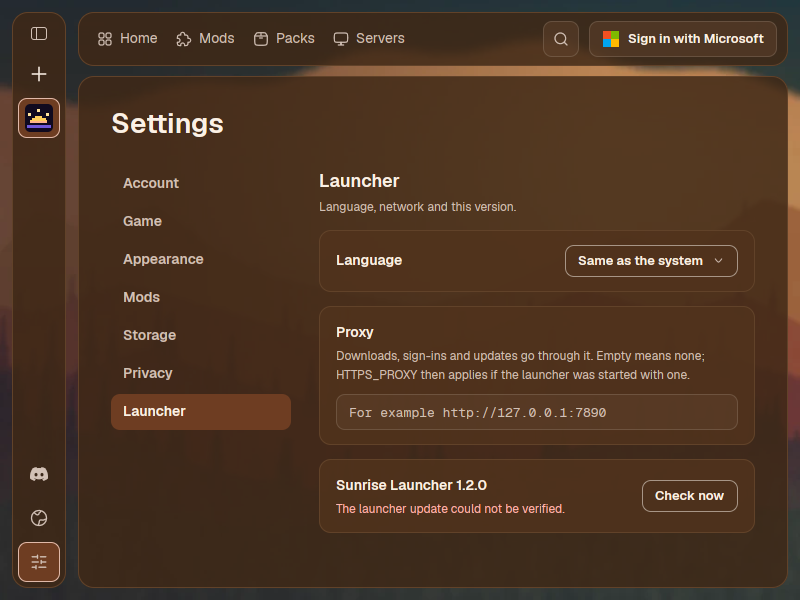 Home
Mods
Packs
Servers
Sign in with Microsoft
Settings
Account
Game
Appearance
Mods
Storage
Privacy
Launcher
Launcher
Language, network and this version.
Language
Same as the system
Proxy
Downloads, sign-ins and updates go through it. Empty means none;
HTTPS_PROXY then applies if the launcher was started with one.
For example http://127.0.0.1:7890
Sunrise Launcher 1.2.0
The launcher update could not be verified.
Check now